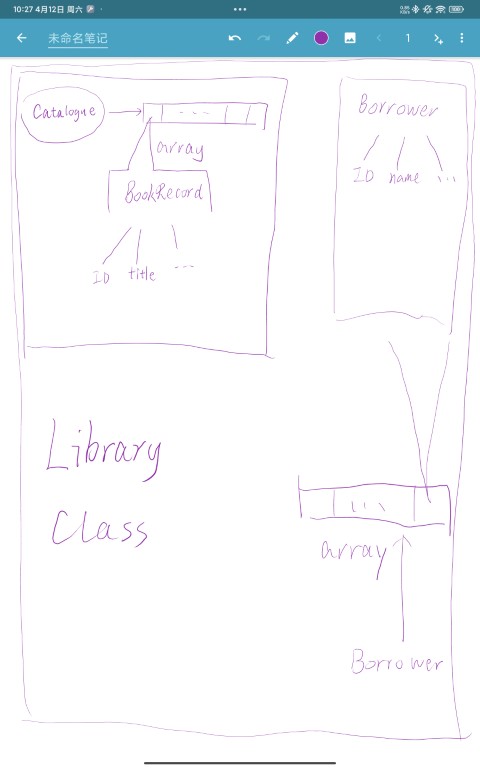 10:27 4月12日 周六
100
未命名笔记
1
Catalogue
array
BookRecord
ID title ...
Borrower
ID name ...
Library
Class
array
Borrower